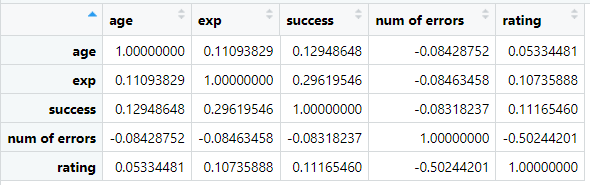 age exp success num of errors rating
age 1.00000000 0.11093829 0.12948648 -0.08428752 0.05334481
exp 0.11093829 1.00000000 0.29619546 -0.08463458 0.10735888
success 0.12948648 0.29619546 1.00000000 -0.08318237 0.11165460
num of errors -0.08428752 -0.08463458 -0.08318237 1.00000000 -0.50244201
rating 0.05334481 0.10735888 0.11165460 -0.50244201 1.00000000